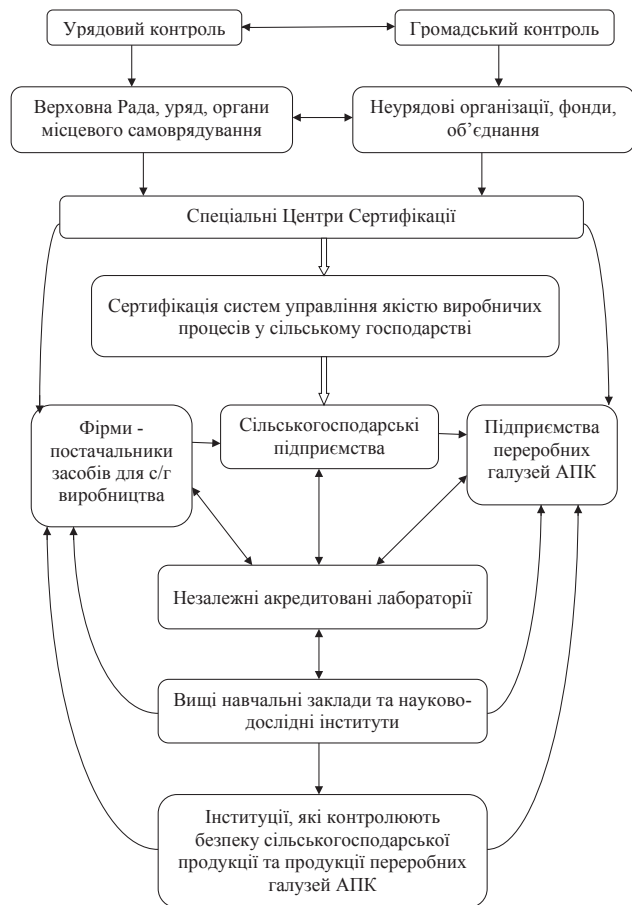 Урядовий контроль
Громадський контроль
Верховна Рада, уряд, органи
місцевого самоврядування
Неурядові організації, фонди,
об’єднання
Спеціальні Центри Сертифікації
Сертифікація систем управління якістю виробничих
процесів у сільському господарстві
Фірми -
постачальники
засобів для с/г
виробництва
Сільськогосподарські
підприємства
Підприємства
переробних
галузей АПК
Незалежні акредитовані лабораторії
Вищі навчальні заклади та науково-
дослідні інститути
Інституції, які контролюють
безпеку сільськогосподарської
продукції та продукції переробних
галузей АПК